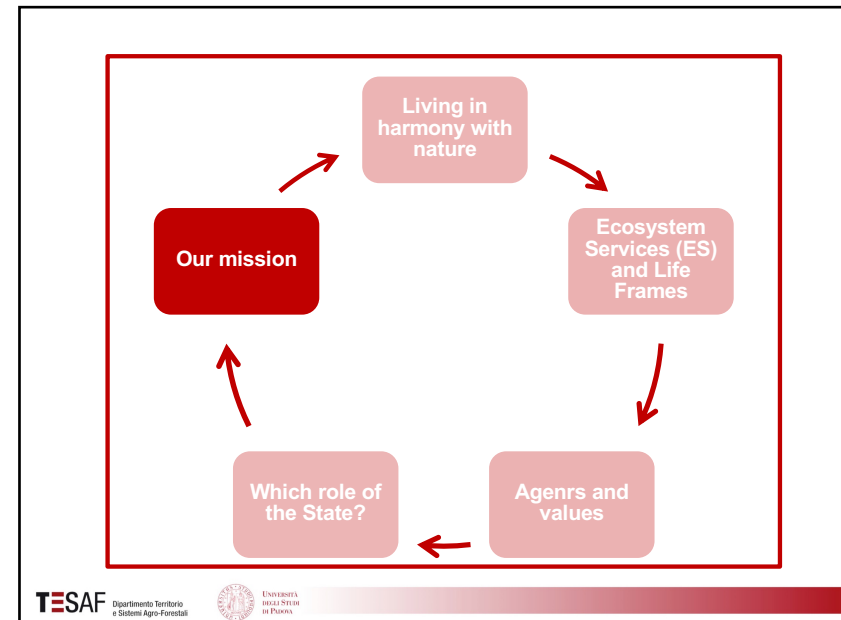 Living in
harmony with
nature
Our mission
Ecosystem
Services (ES)
and Life
Frames
Which role of
the State?
Agenrs and
values
TESAF
Dipartimento Territorio
e Sistemi Agro-Forestali
UNIVERSITÀ
DEGLI STUDI
DI PADOVA